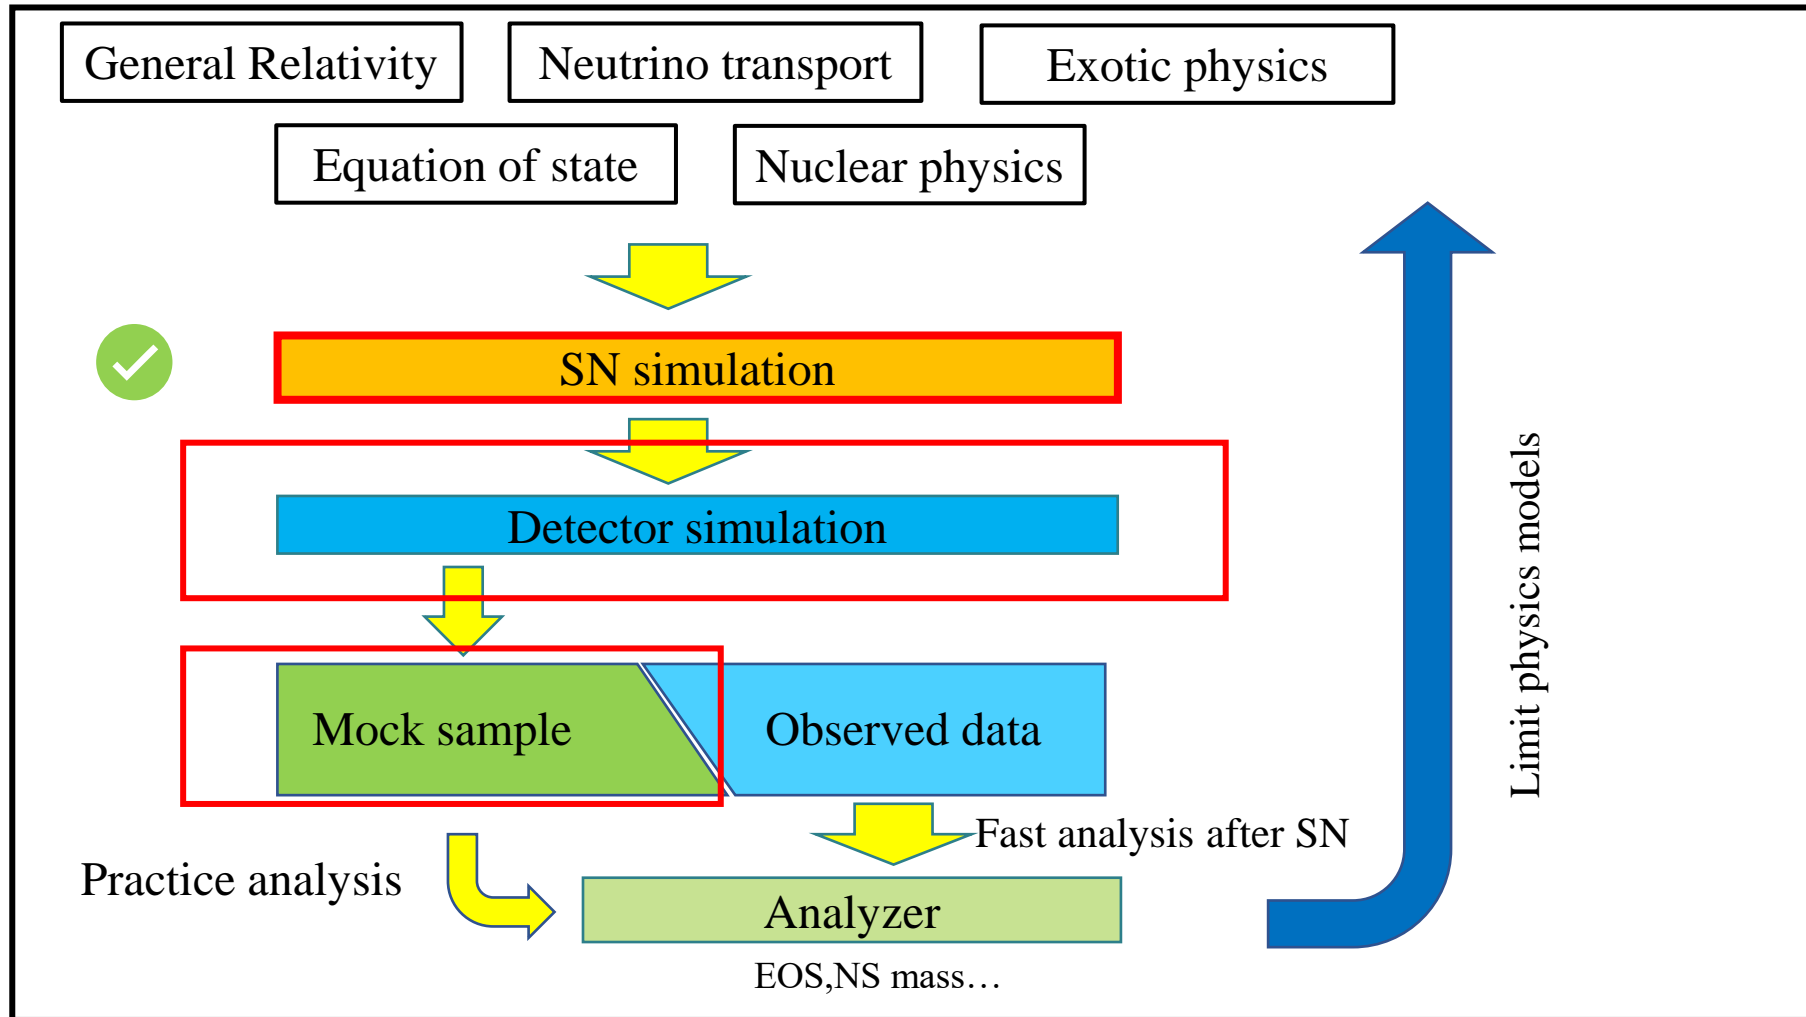 General Relativity
Neutrino transport
Exotic physics
Equation of state
Nuclear physics
SN simulation
Detector simulation
Mock sample
Observed data
Fast analysis after SN
Practice analysis
Analyzer
EOS,NS mass…
Limit physics models